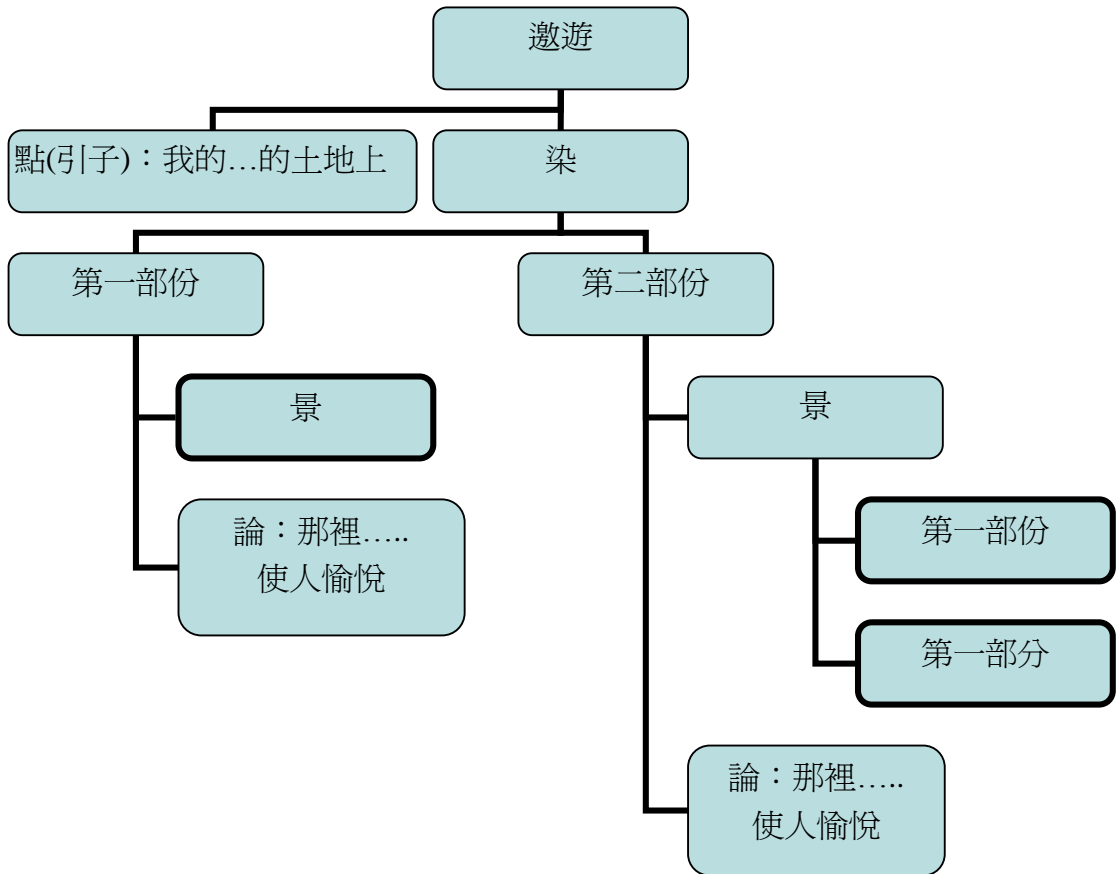 邀遊
點(引子)：我的…的土地上
染
第一部份
第二部份
景
景
論：那裡…..
使人愉悅
第一部份
第一部分
論：那裡…..
使人愉悅